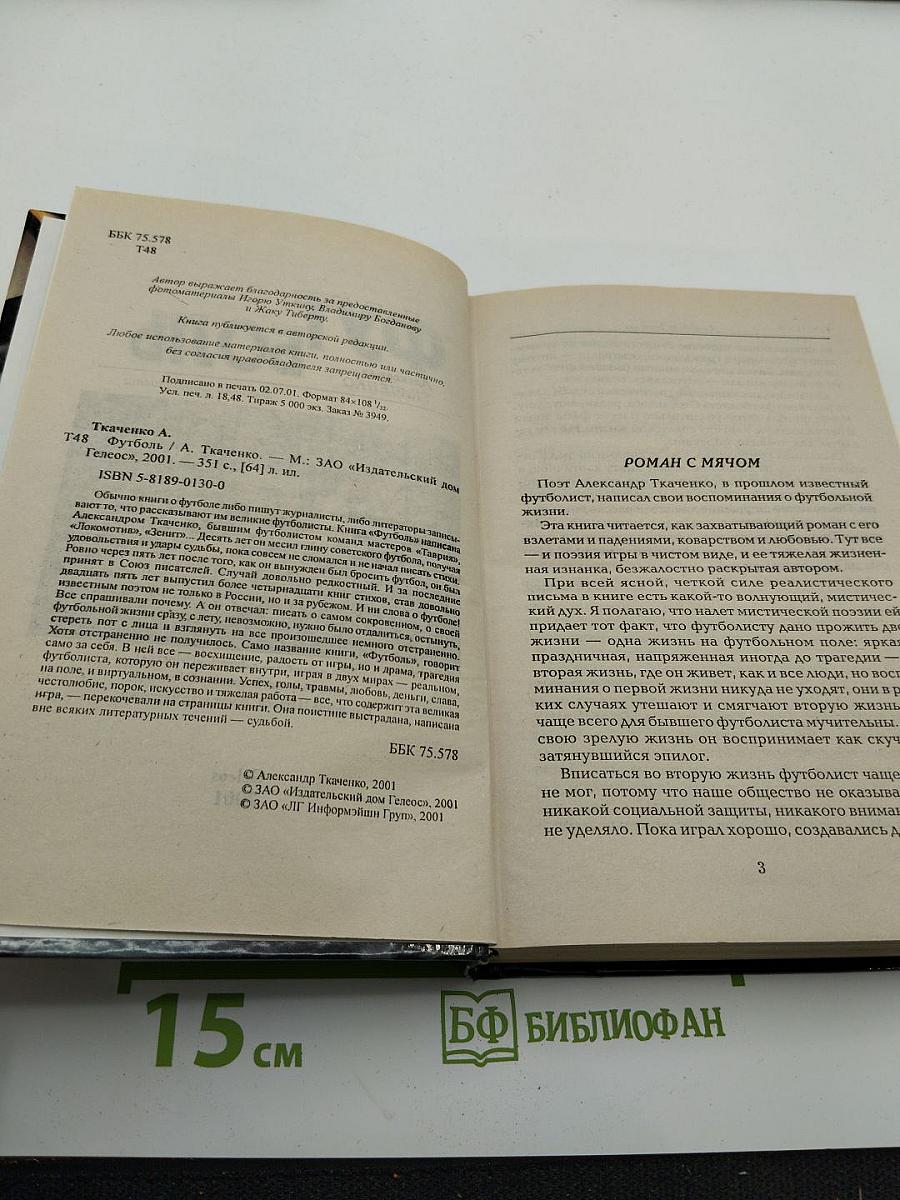 ББК 75.578
Т48
Автор выражает благодарность за предоставленные
фотоматериалы Игорю Уткину, Владимиру Богданову
и Жаку Тиберту.
Книга публикуется в авторской редакции.
Любое использование материалов книги, полностью или частично,
без согласия правообладателя запрещается.
Подписано в печать 02.07.01. Формат 84×108 1/32.
Усл. печ. л. 18,48. Тираж 5 000 экз. Заказ № 3949.
Ткаченко А.
Т48 Футболь / А. Ткаченко. — М.: ЗАО «Издательский дом
Гелеос», 2001. — 351 с., [64] л. ил.
ISBN 5-8189-0130-0
Обычно книги о футболе либо пишут журналисты, либо литераторы записы-
вают то, что рассказывают им великие футболисты. Книга «Футболь» написана
Александром Ткаченко, бывшим футболистом команд мастеров «Таврия»,
«Локомотив», «Зенит»... Десять лет он месил глину советского футбола, получая
удовольствия и удары судьбы, пока совсем не сломался и не начал писать стихи.
Ровно через пять лет после того, как он вынужден был бросить футбол, он был
принят в Союз писателей. Случай довольно редкостный. И за последние
двадцать пять лет выпустил более четырнадцати книг стихов, став довольно
известным поэтом не только в России, но и за рубежом. И ни слова о футболе!
Все спрашивали почему. А он отвечал: писать о самом сокровенном, о своей
футбольной жизни сразу, с лету, невозможно, нужно было отдалиться, остынуть,
стереть пот с лица и взглянуть на все произошедшее немного отстраненно.
Хотя отстраненно не получилось. Само название книги, «Футболь», говорит
само за себя. В ней все — восхищение, радость от игры, но и драма, трагедия
футболиста, которую он переживает внутри, играя в двух мирах — реальном,
на поле, и виртуальном, в сознании. Успех, голы, травмы, любовь, деньги, слава,
честолюбие, порок, искусство и тяжелая работа — все, что содержит эта великая
игра, — перекочевали на страницы книги. Она поистине выстрадана, написана
вне всяких литературных течений — судьбой.
ББК 75.578
© Александр Ткаченко, 2001
© ЗАО «Издательский дом Гелеос», 2001
© ЗАО «ЛГ Информэйшн Груп», 2001
РОМАН С МЯЧОМ
Поэт Александр Ткаченко, в прошлом известный
футболист, написал свои воспоминания о футбольной
жизни.
Эта книга читается, как захватывающий роман с его
взлетами и падениями, коварством и любовью. Тут все
— и поэзия игры в чистом виде, и ее тяжелая жизнен-
ная изнанка, безжалостно раскрытая автором.
При всей ясной, четкой силе реалистического
письма в книге есть какой-то волнующий, мистичес-
кий дух. Я полагаю, что налет мистической поэзии ей
придает тот факт, что футболисту дано прожить две
жизни — одна жизнь на футбольном поле: яркая
праздничная, напряженная иногда до трагедии —
вторая жизнь, где он живет, как и все люди, но восп
минания о первой жизни никуда не уходят, они в р
ких случаях утешают и смягчают вторую жизнь
чаще всего для бывшего футболиста мучительны.
свою зрелую жизнь он воспринимает как скуч
затянувшийся эпилог.
Вписаться во вторую жизнь футболист чаще
не мог, потому что наше общество не оказыва
никакой социальной защиты, никакого вниман
не уделяло. Пока играл хорошо, создавались д
3
15 см
БФ БИБЛИОФАН